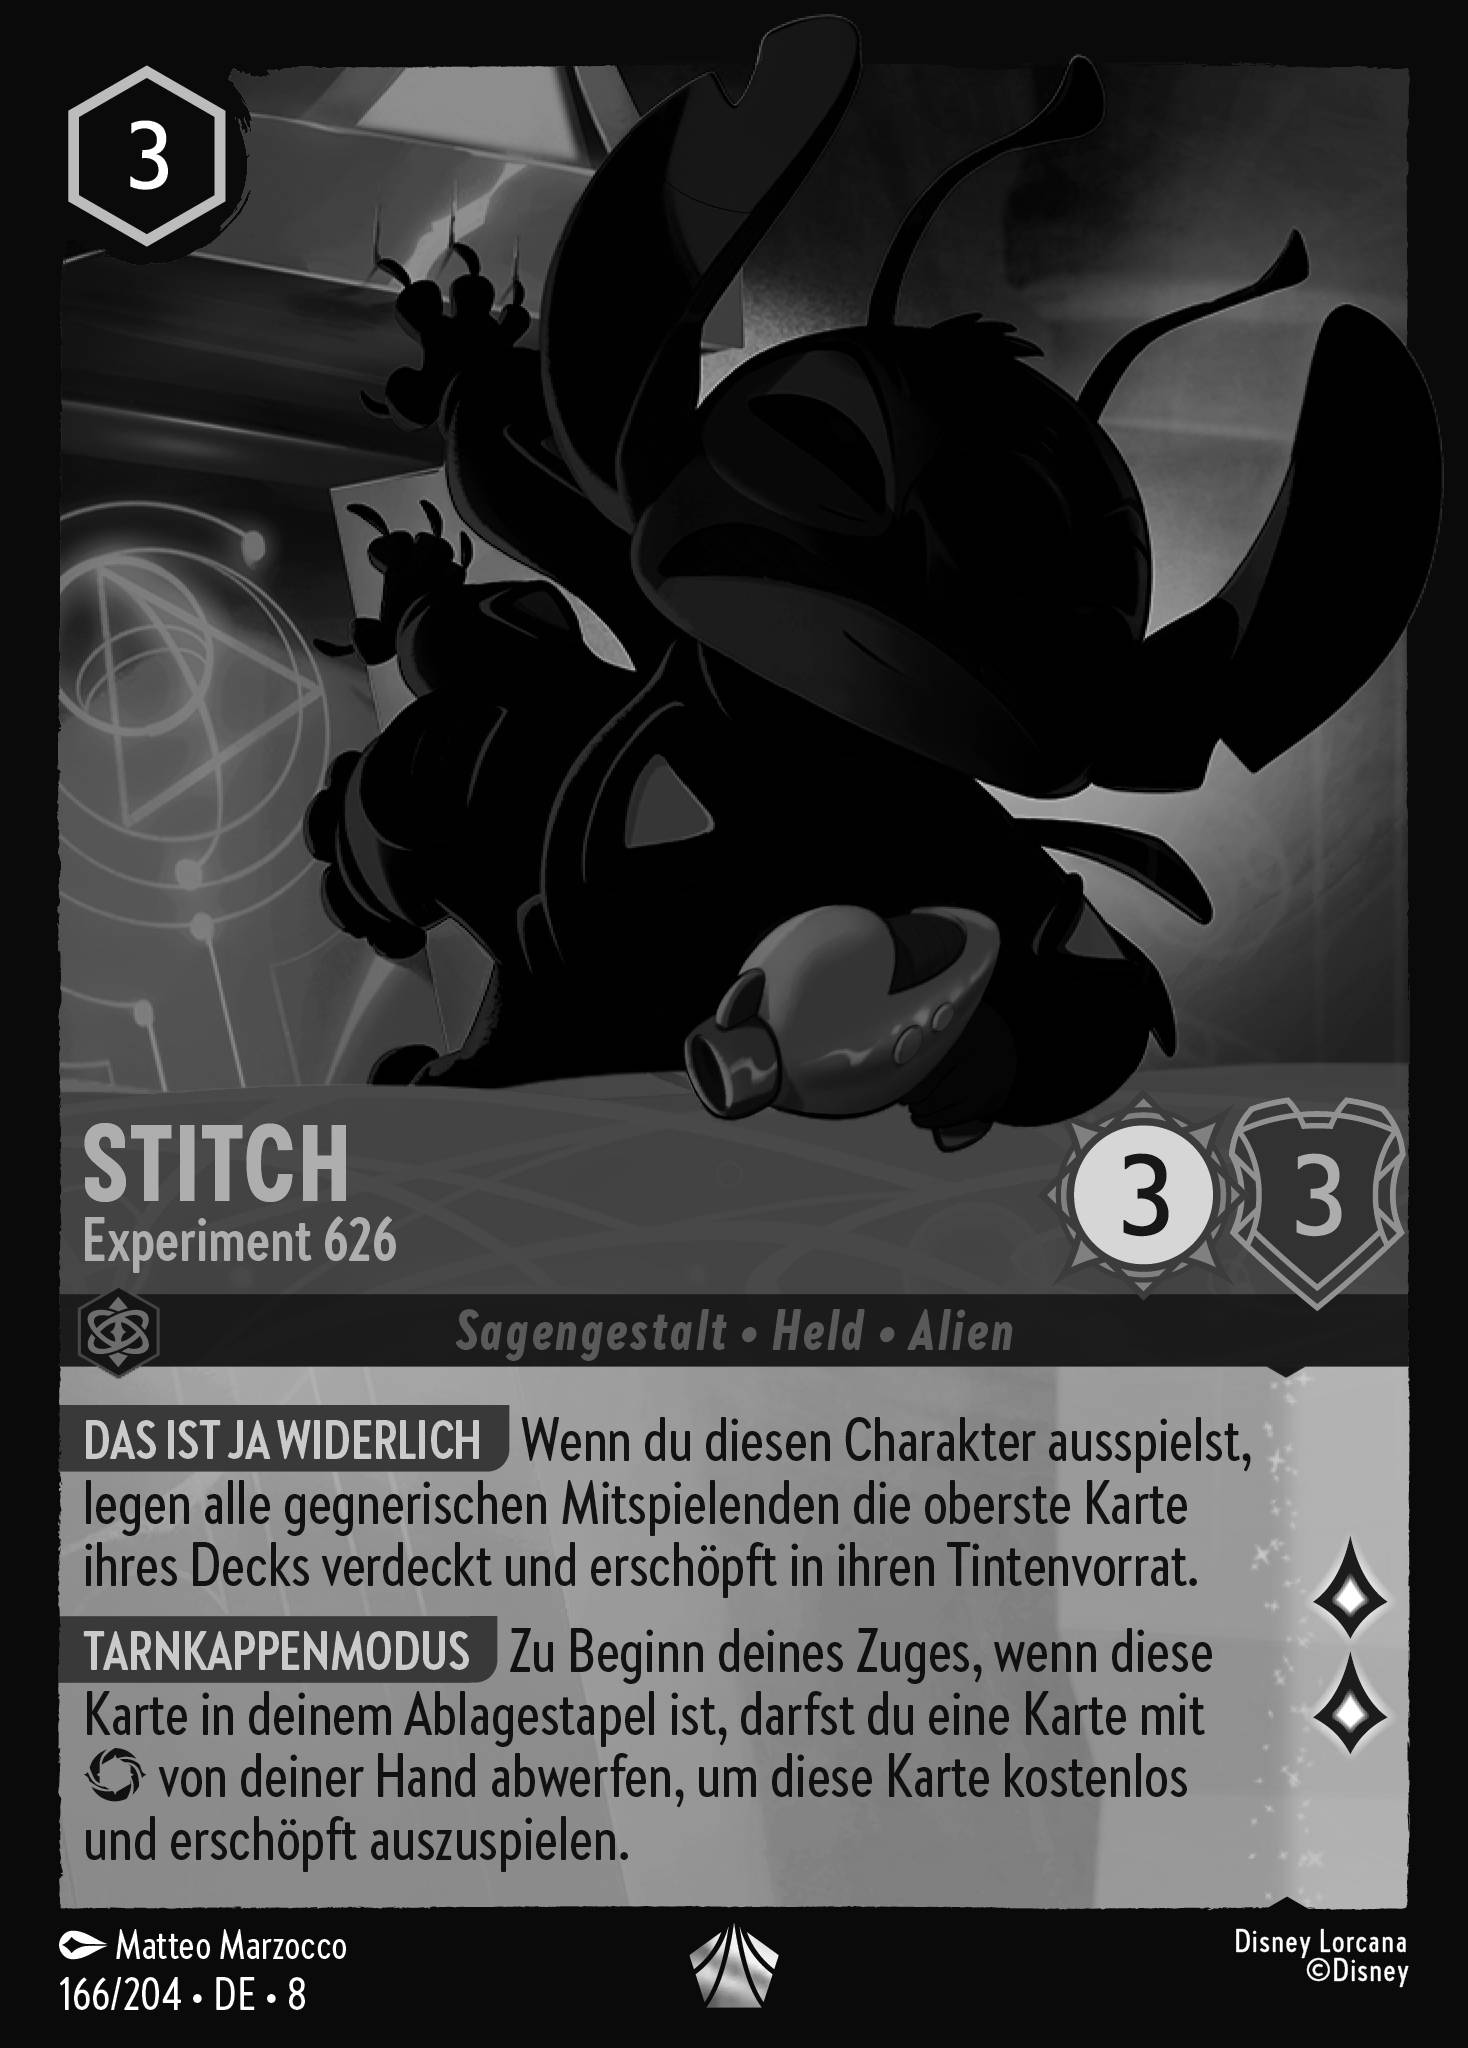 3
STITCH
Experiment 626
3
3
Sagengestalt • Held • Alien
DAS IST JA WIDERLICH Wenn du diesen Charakter ausspielst,
legen alle gegnerischen Mitspielenden die oberste Karte
ihres Decks verdeckt und erschöpft in ihren Tintenvorrat.
TARNKAPPENMODUS Zu Beginn deines Zuges, wenn diese
Karte in deinem Ablagestapel ist, darfst du eine Karte mit
von deiner Hand abwerfen, um diese Karte kostenlos
und erschöpft auszuspielen.
Matteo Marzocco
166/204 • DE • 8
Disney Lorcana
©Disney